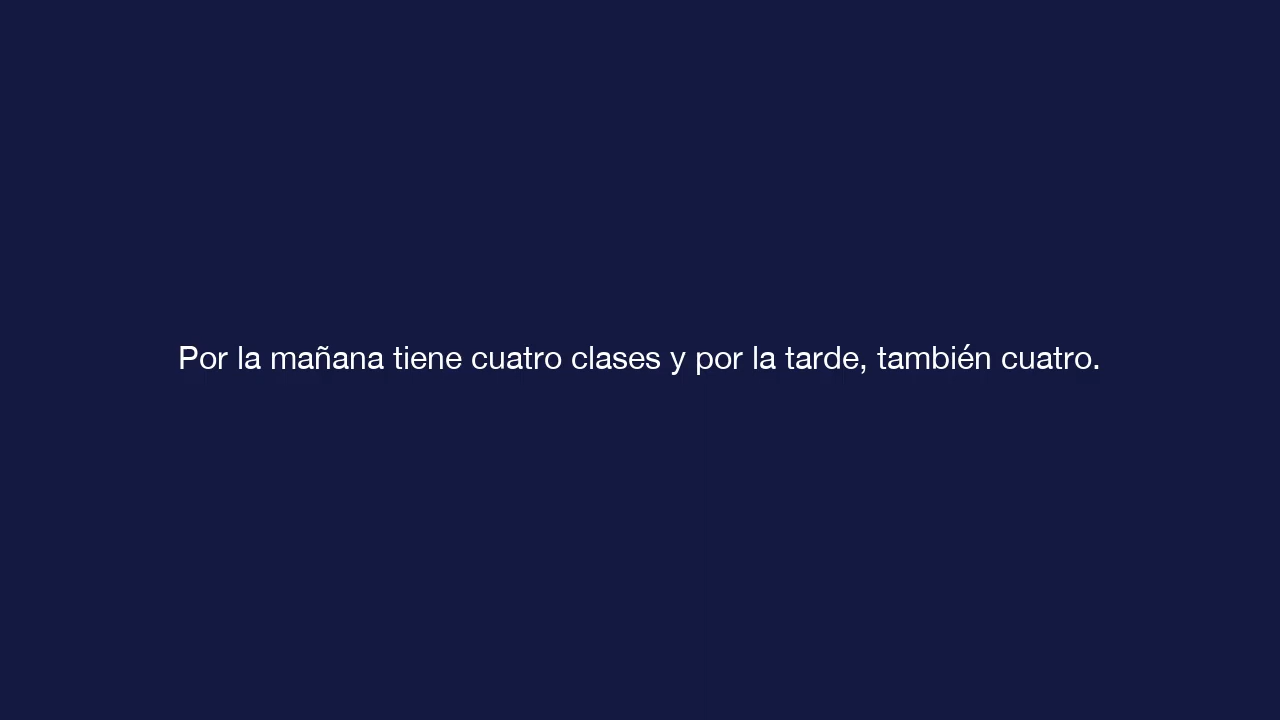 Por la mañana tiene cuatro clases y por la tarde, también cuatro.